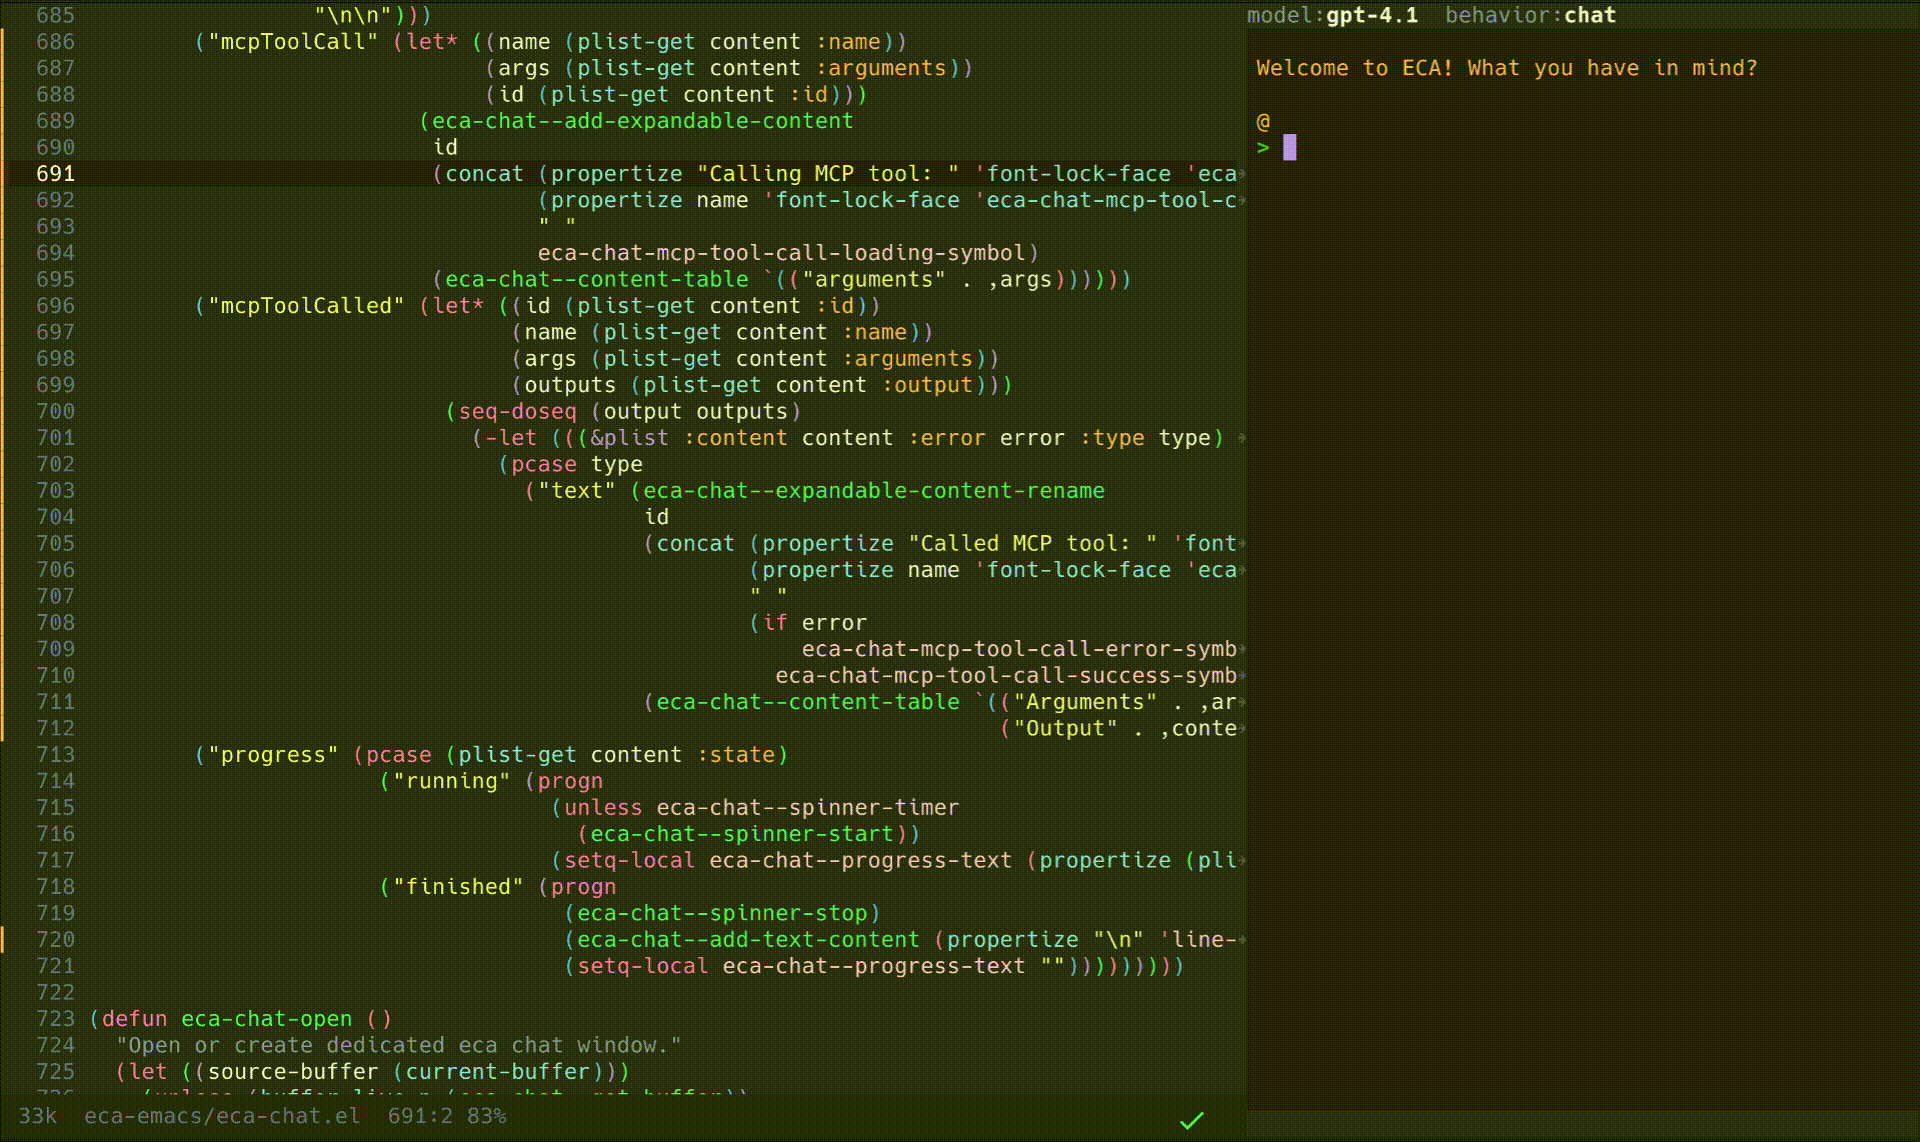 685 "\n\n")))
686 ("mcpToolCall" (let* ((name (plist-get content :name))
687 (args (plist-get content :arguments))
688 (id (plist-get content :id)))
689 (eca-chat--add-expandable-content
690 id
691 (concat (propertize "Calling MCP tool: " 'font-lock-face 'eca
692 (propertize name 'font-lock-face 'eca-chat-mcp-tool-c
693 " "
694 eca-chat-mcp-tool-call-loading-symbol)
695 (eca-chat--content-table `(("arguments" . ,args))))))
696 ("mcpToolCalled" (let* ((id (plist-get content :id))
697 (name (plist-get content :name))
698 (args (plist-get content :arguments))
699 (outputs (plist-get content :output)))
700 (seq-doseq (output outputs)
701 (-let (((&plist :content content :error error :type type)
702 (pcase type
703 ("text" (eca-chat--expandable-content-rename
704 id
705 (concat (propertize "Called MCP tool: " 'font
706 (propertize name 'font-lock-face 'eca
707 " "
708 (if error
709 eca-chat-mcp-tool-call-error-symb
710 eca-chat-mcp-tool-call-success-symb
711 (eca-chat--content-table `(("Arguments" . ,ar
712 ("Output" . ,conte
713 ("progress" (pcase (plist-get content :state)
714 ("running" (progn
715 (unless eca-chat--spinner-timer
716 (eca-chat--spinner-start))
717 (setq-local eca-chat--progress-text (propertize (pli
718 ("finished" (progn
719 (eca-chat--spinner-stop)
720 (eca-chat--add-text-content (propertize "\n" 'line-
721 (setq-local eca-chat--progress-text "")))))))))
722
723 (defun eca-chat-open ()
724 "Open or create dedicated eca chat window."
725 (let ((source-buffer (current-buffer)))
33k eca-emacs/eca-chat.el 691:2 83%
model:gpt-4.1 behavior:chat
Welcome to ECA! What you have in mind?
@
>